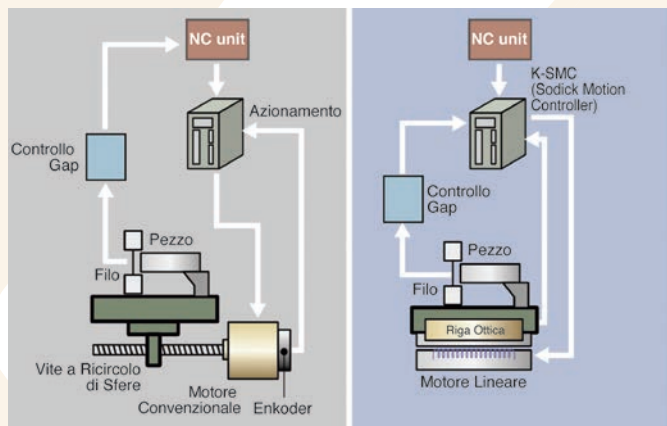 NC unit
Azionamento
Controllo
Gap
Pezzo
Filo
Vite a Ricircolo
di Sfere
Motore
Convenzionale
Enkoder
NC unit
K-SMC
(Sodick Motion
Controller)
Controllo
Gap
Pezzo
Filo
Riga Ottica
Motore Lineare